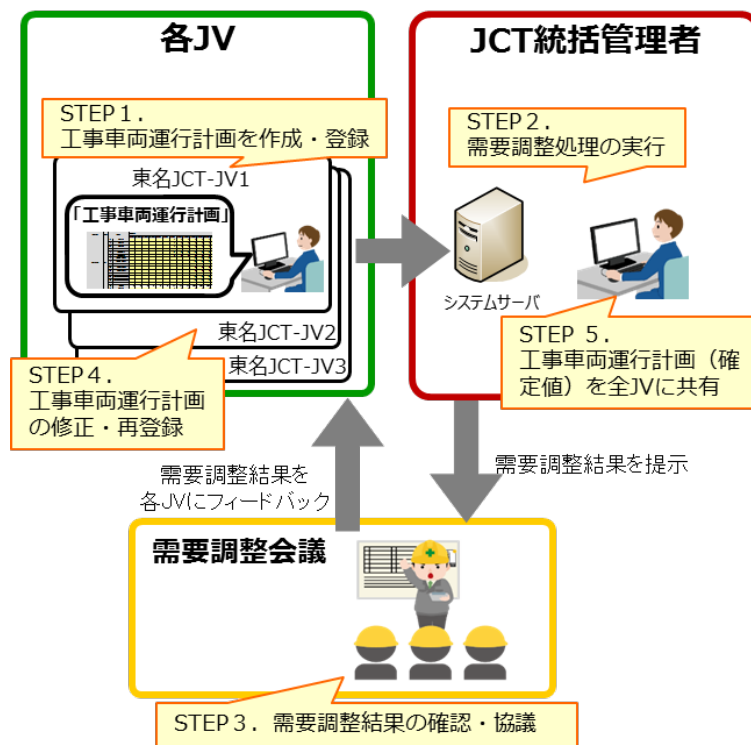 各JV
STEP１．
工事車両運行計画を作成・登録
東名JCT-JV1
「工事車両運行計画」
東名JCT-JV2
東名JCT-JV3
STEP４．
工事車両運行計画
の修正・再登録
JCT統括管理者
STEP２．
需要調整処理の実行
システムサーバ
STEP ５．
工事車両運行計画（確
定値）を全JVに共有
需要調整結果を提示
需要調整結果を
各JVにフィードバック
需要調整会議
STEP３．需要調整結果の確認・協議